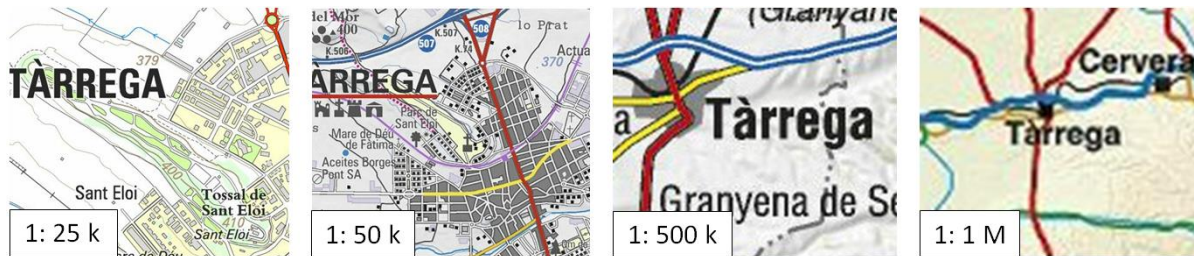 379
TÀRREGA
400
Sant Eloi
Tossal de
Sant Eloi
410
Sant Eloi
1: 25 k
del Mor
400
K.506
K.507
507
508
K.74
lo Prat
Actua
370
ARREGA
Parc de
Sant Eloi
Mare de Déu
de Fàtima
Aceites Borges
Pont SA
1: 50 k
(Granyane
a
Tàrrega
Granyena de Se
1: 500 k
Cervera
Tàrrega
1: 1 M